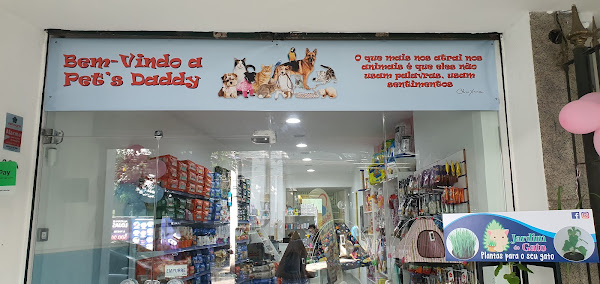 Bem-Vindo a
Pet's Daddy
O que mais nos atrai nos
animais é que eles não
usam palavras, usam
sentimentos
EMPURRE
Jardim
do Gato
Plantas para o seu gato